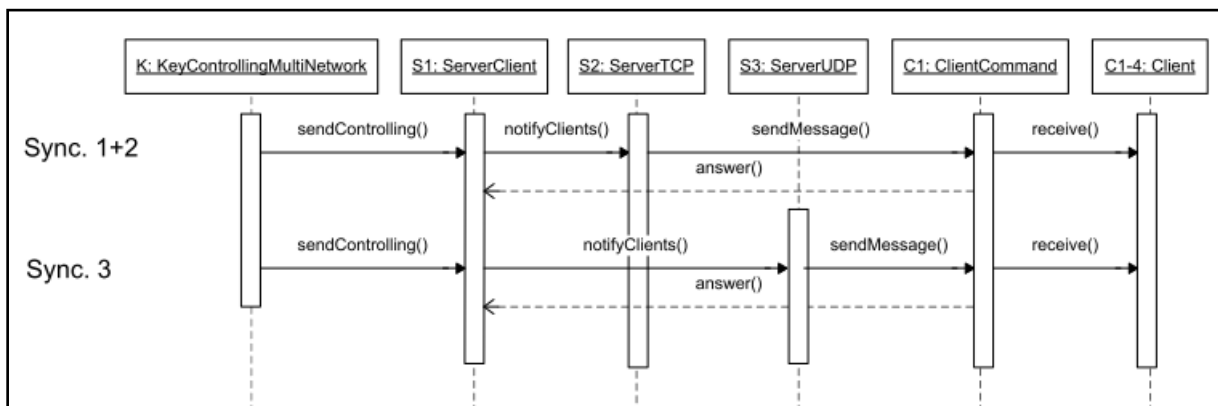 K: KeyControllingMultiNetwork
S1: ServerClient
S2: ServerTCP
S3: ServerUDP
C1: ClientCommand
C1-4: Client
Sync. 1+2
sendControlling()
notifyClients()
sendMessage()
receive()
answer()
Sync. 3
sendControlling()
notifyClients()
sendMessage()
receive()
answer()